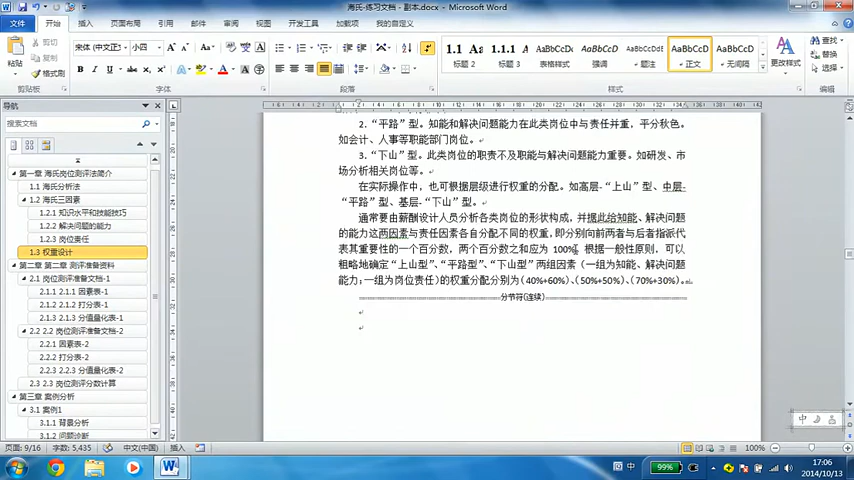 海氏-练习文档 - 副本.docx - Microsoft Word
文件 开始 插入 页面布局 引用 邮件 审阅 视图 开发工具 加载项 我的自定义
剪切
复制
格式刷
粘贴
宋体 (中文正 小四
1.1 Aa 1.1.1 AaBbCcD AaBbCcD AaBbCcD AaBbCcD AaBbCcD
标题 2 标题 3 表格样式 强调 题注 正文 无间隔
更改样式
查找
替换
选择
剪贴板 字体 段落 样式 编辑
导航
搜索文档
第一章 海氏岗位测评法简介
1.1 海氏分析法
1.2 海氏三因素
1.2.1 知识水平和技能技巧
1.2.2 解决问题的能力
1.2.3 岗位责任
1.3 权重设计
第二章 第二章 测评准备资料
2.1 岗位测评准备文档-1
2.1.1 2.1.1 因素表-1
2.1.2 2.1.2 打分表-1
2.1.3 2.1.3 分值量化表-1
2.2 2.2 岗位测评准备文档-2
2.2.1 因素表-2
2.2.2 打分表-2
2.2.3 2.2.3 分值量化表-2
2.3 2.3 岗位测评分数计算
第三章 案例分析
3.1 案例1
3.1.1 背景分析
3.1.2 问题诊断
2.“平路”型。知能和解决问题能力在此类岗位中与责任并重，平分秋色。
如会计、人事等职能部门岗位。
3.“下山”型。此类岗位的职责不及职能与解决问题能力重要。如研发、市
场分析相关岗位等。
在实际操作中，也可根据层级进行权重的分配。如高层-“上山”型、中层-
“平路”型、基层-“下山”型。
通常要由薪酬设计人员分析各类岗位的形状构成，并据此给知能、解决问题
的能力这两因素与责任因素各自分配不同的权重，即分别向前两者与后者指派代
表其重要性的一个百分数，两个百分数之和应为 100%。根据一般性原则，可以
粗略地确定“上山型”、“平路型”、“下山型”两组因素（一组为知能、解决问题
能力；一组为岗位责任）的权重分配分别为（40%+60%）、（50%+50%）、（70%+30%）。
分节符(连续)
页面: 9/16 字数: 5,435 中文(中国) 插入 100%
中
中 99% 17:06
2014/10/13